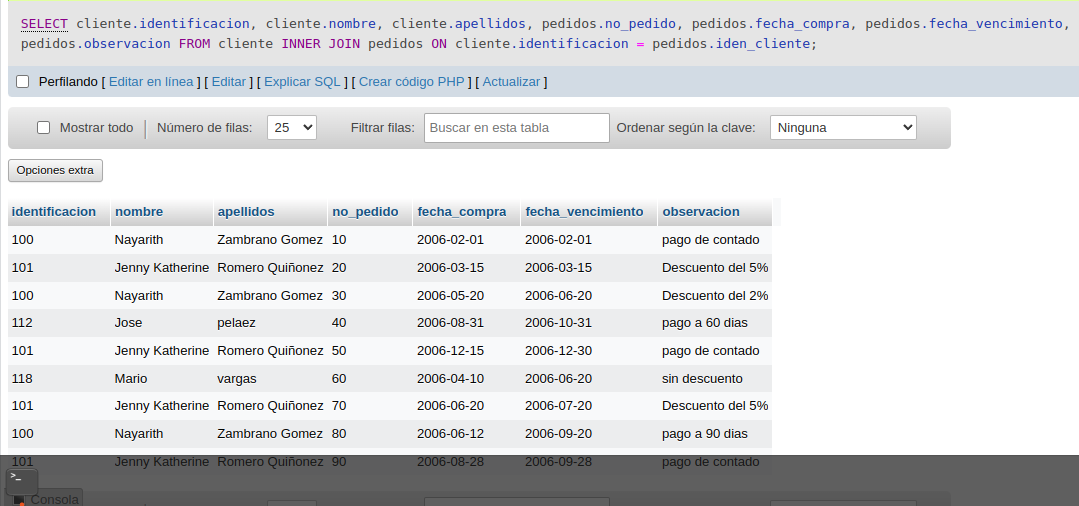 SELECT cliente.identificacion, cliente.nombre, cliente.apellidos, pedidos.no_pedido, pedidos.fecha_compra, pedidos.fecha_vencimiento,
pedidos.observacion FROM cliente INNER JOIN pedidos ON cliente.identificacion = pedidos.iden_cliente;
Perfilando [ Editar en línea ] [ Editar ] [ Explicar SQL ] [ Crear código PHP ] [ Actualizar ]
Mostrar todo Número de filas: 25 Filtrar filas: Buscar en esta tabla Ordenar según la clave: Ninguna
Opciones extra
identificacion nombre apellidos no_pedido fecha_compra fecha_vencimiento observacion
100 Nayarith Zambrano Gomez 10 2006-02-01 2006-02-01 pago de contado
101 Jenny Katherine Romero Quiñonez 20 2006-03-15 2006-03-15 Descuento del 5%
100 Nayarith Zambrano Gomez 30 2006-05-20 2006-06-20 Descuento del 2%
112 Jose pelaez 40 2006-08-31 2006-10-31 pago a 60 dias
101 Jenny Katherine Romero Quiñonez 50 2006-12-15 2006-12-30 pago de contado
118 Mario vargas 60 2006-04-10 2006-06-20 sin descuento
101 Jenny Katherine Romero Quiñonez 70 2006-06-20 2006-07-20 Descuento del 5%
100 Nayarith Zambrano Gomez 80 2006-06-12 2006-09-20 pago a 90 dias
101 Jenny Katherine Romero Quiñonez 90 2006-08-28 2006-09-28 pago de contado
>_
Consola